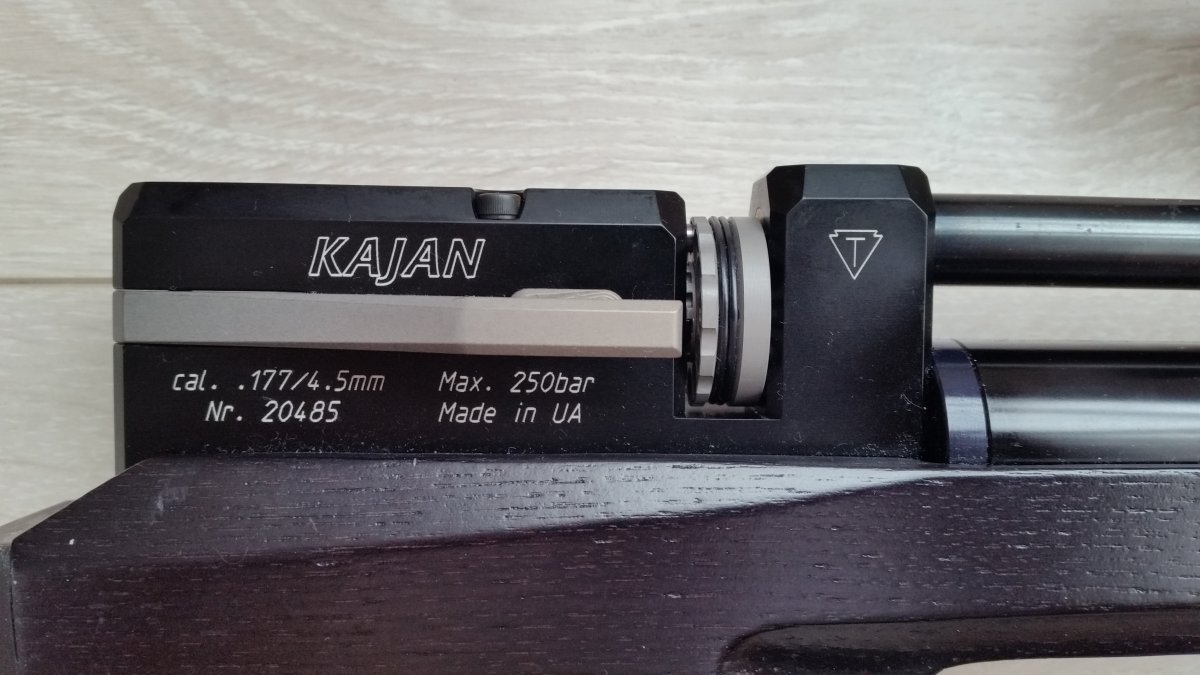 KAJAN
T
cal. .177/4.5mm
Nr. 20485
Max. 250bar
Made in UA